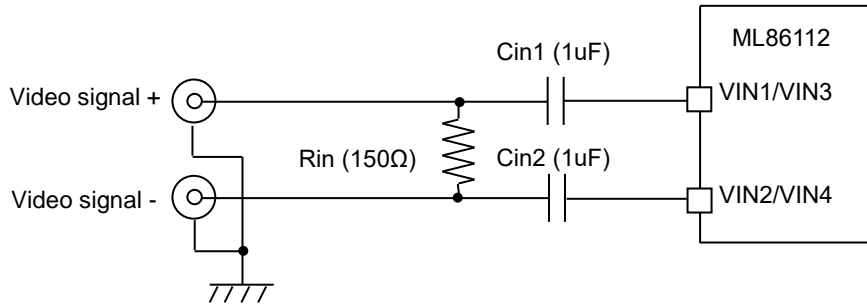 ML86112
Cin1 (1uF)
Video signal +
VIN1/VIN3
Rin (150Ω)
Cin2 (1uF)
Video signal -
VIN2/VIN4